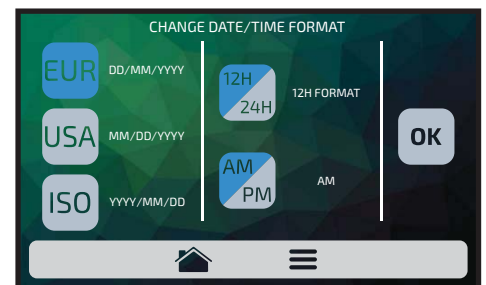 CHANGE DATE/TIME FORMAT
EUR DD/MM/YYYY
USA MM/DD/YYYY
ISO YYYY/MM/DD
12H
24H
12H FORMAT
AM
PM
AM
OK